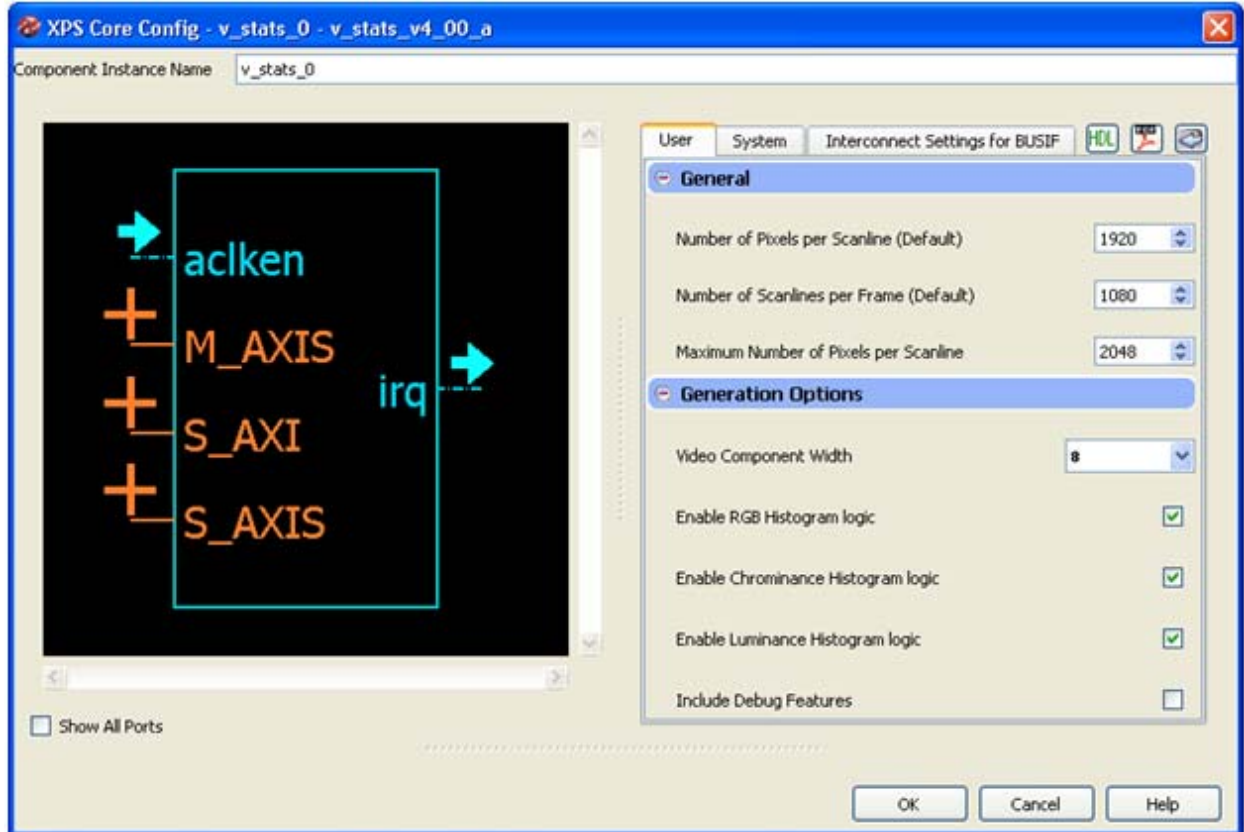 XPS Core Config - v_stats_0 - v_stats_v4_00_a
Component Instance Name v_stats_0
aclken
M_AXIS
S_AXI
S_AXIS
irq
User System Interconnect Settings for BUSIF HDL
General
Number of Pixels per Scanline (Default) 1920
Number of Scanlines per Frame (Default) 1080
Maximum Number of Pixels per Scanline 2048
Generation Options
Video Component Width 8
Enable RGB Histogram logic
Enable Chrominance Histogram logic
Enable Luminance Histogram logic
Include Debug Features
Show All Ports
OK Cancel Help